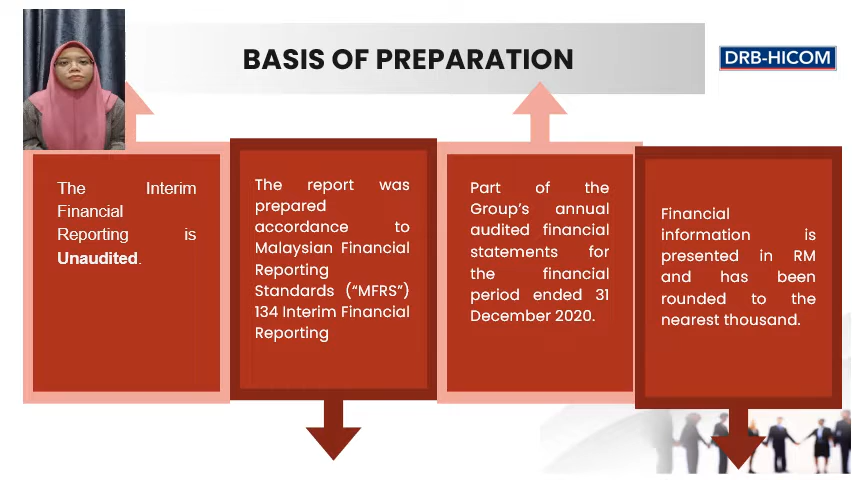 BASIS OF PREPARATION
DRB-HICOM
The Interim
Financial
Reporting is
Unaudited.
The report was
prepared
accordance to
Malaysian Financial
Reporting
Standards (“MFRS”)
134 Interim Financial
Reporting
Part of the
Group’s annual
audited financial
statements for
the financial
period ended 31
December 2020.
Financial
information is
presented in RM
and has been
rounded to the
nearest thousand.